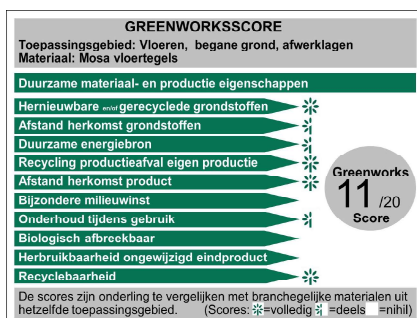 GREENWORKSSCORE
Toepassingsgebied: Vloeren, begane grond, afwerklagen
Materiaal: Mosa vloertegels
Duurzame materiaal- en productie eigenschappen
Hernieuwbare en/of gerecyclede grondstoffen
Afstand herkomst grondstoffen
Duurzame energiebron
Recycling productieafval eigen productie
Afstand herkomst product
Bijzondere milieuwinst
Onderhoud tijdens gebruik
Biologisch afbreekbaar
Herbruikbaarheid ongewijzigd eindproduct
Recyclebaarheid
Greenworks
11 /20
Score
De scores zijn onderling te vergelijken met branchegelijke materialen uit
hetzelfde toepassingsgebied. (Scores: =volledig =deels =nihil)